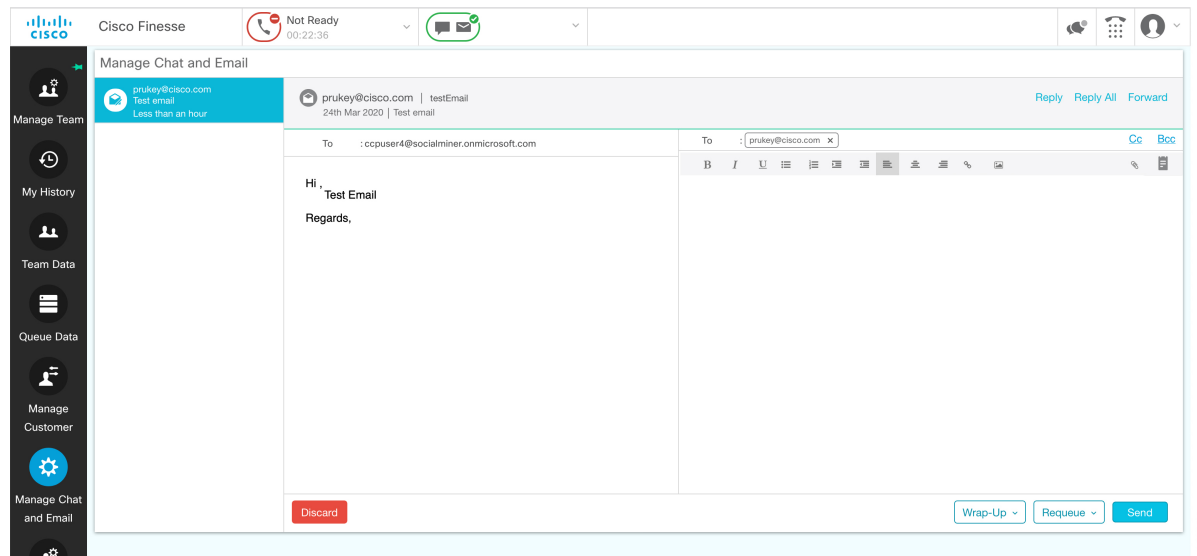 CISCO
Cisco Finesse
Not Ready
00:22:36
Manage Chat and Email
Manage Team
My History
Team Data
Queue Data
Manage
Customer
Manage Chat
and Email
prukey@cisco.com
Test email
Less than an hour
prukey@cisco.com | testEmail
24th Mar 2020 | Test email
Reply Reply All Forward
To : ccpuser4@socialminer.onmicrosoft.com
Hi ,
Test Email
Regards,
To : prukey@cisco.com x
Cc Bcc
B I U
Discard
Wrap-Up
Requeue
Send